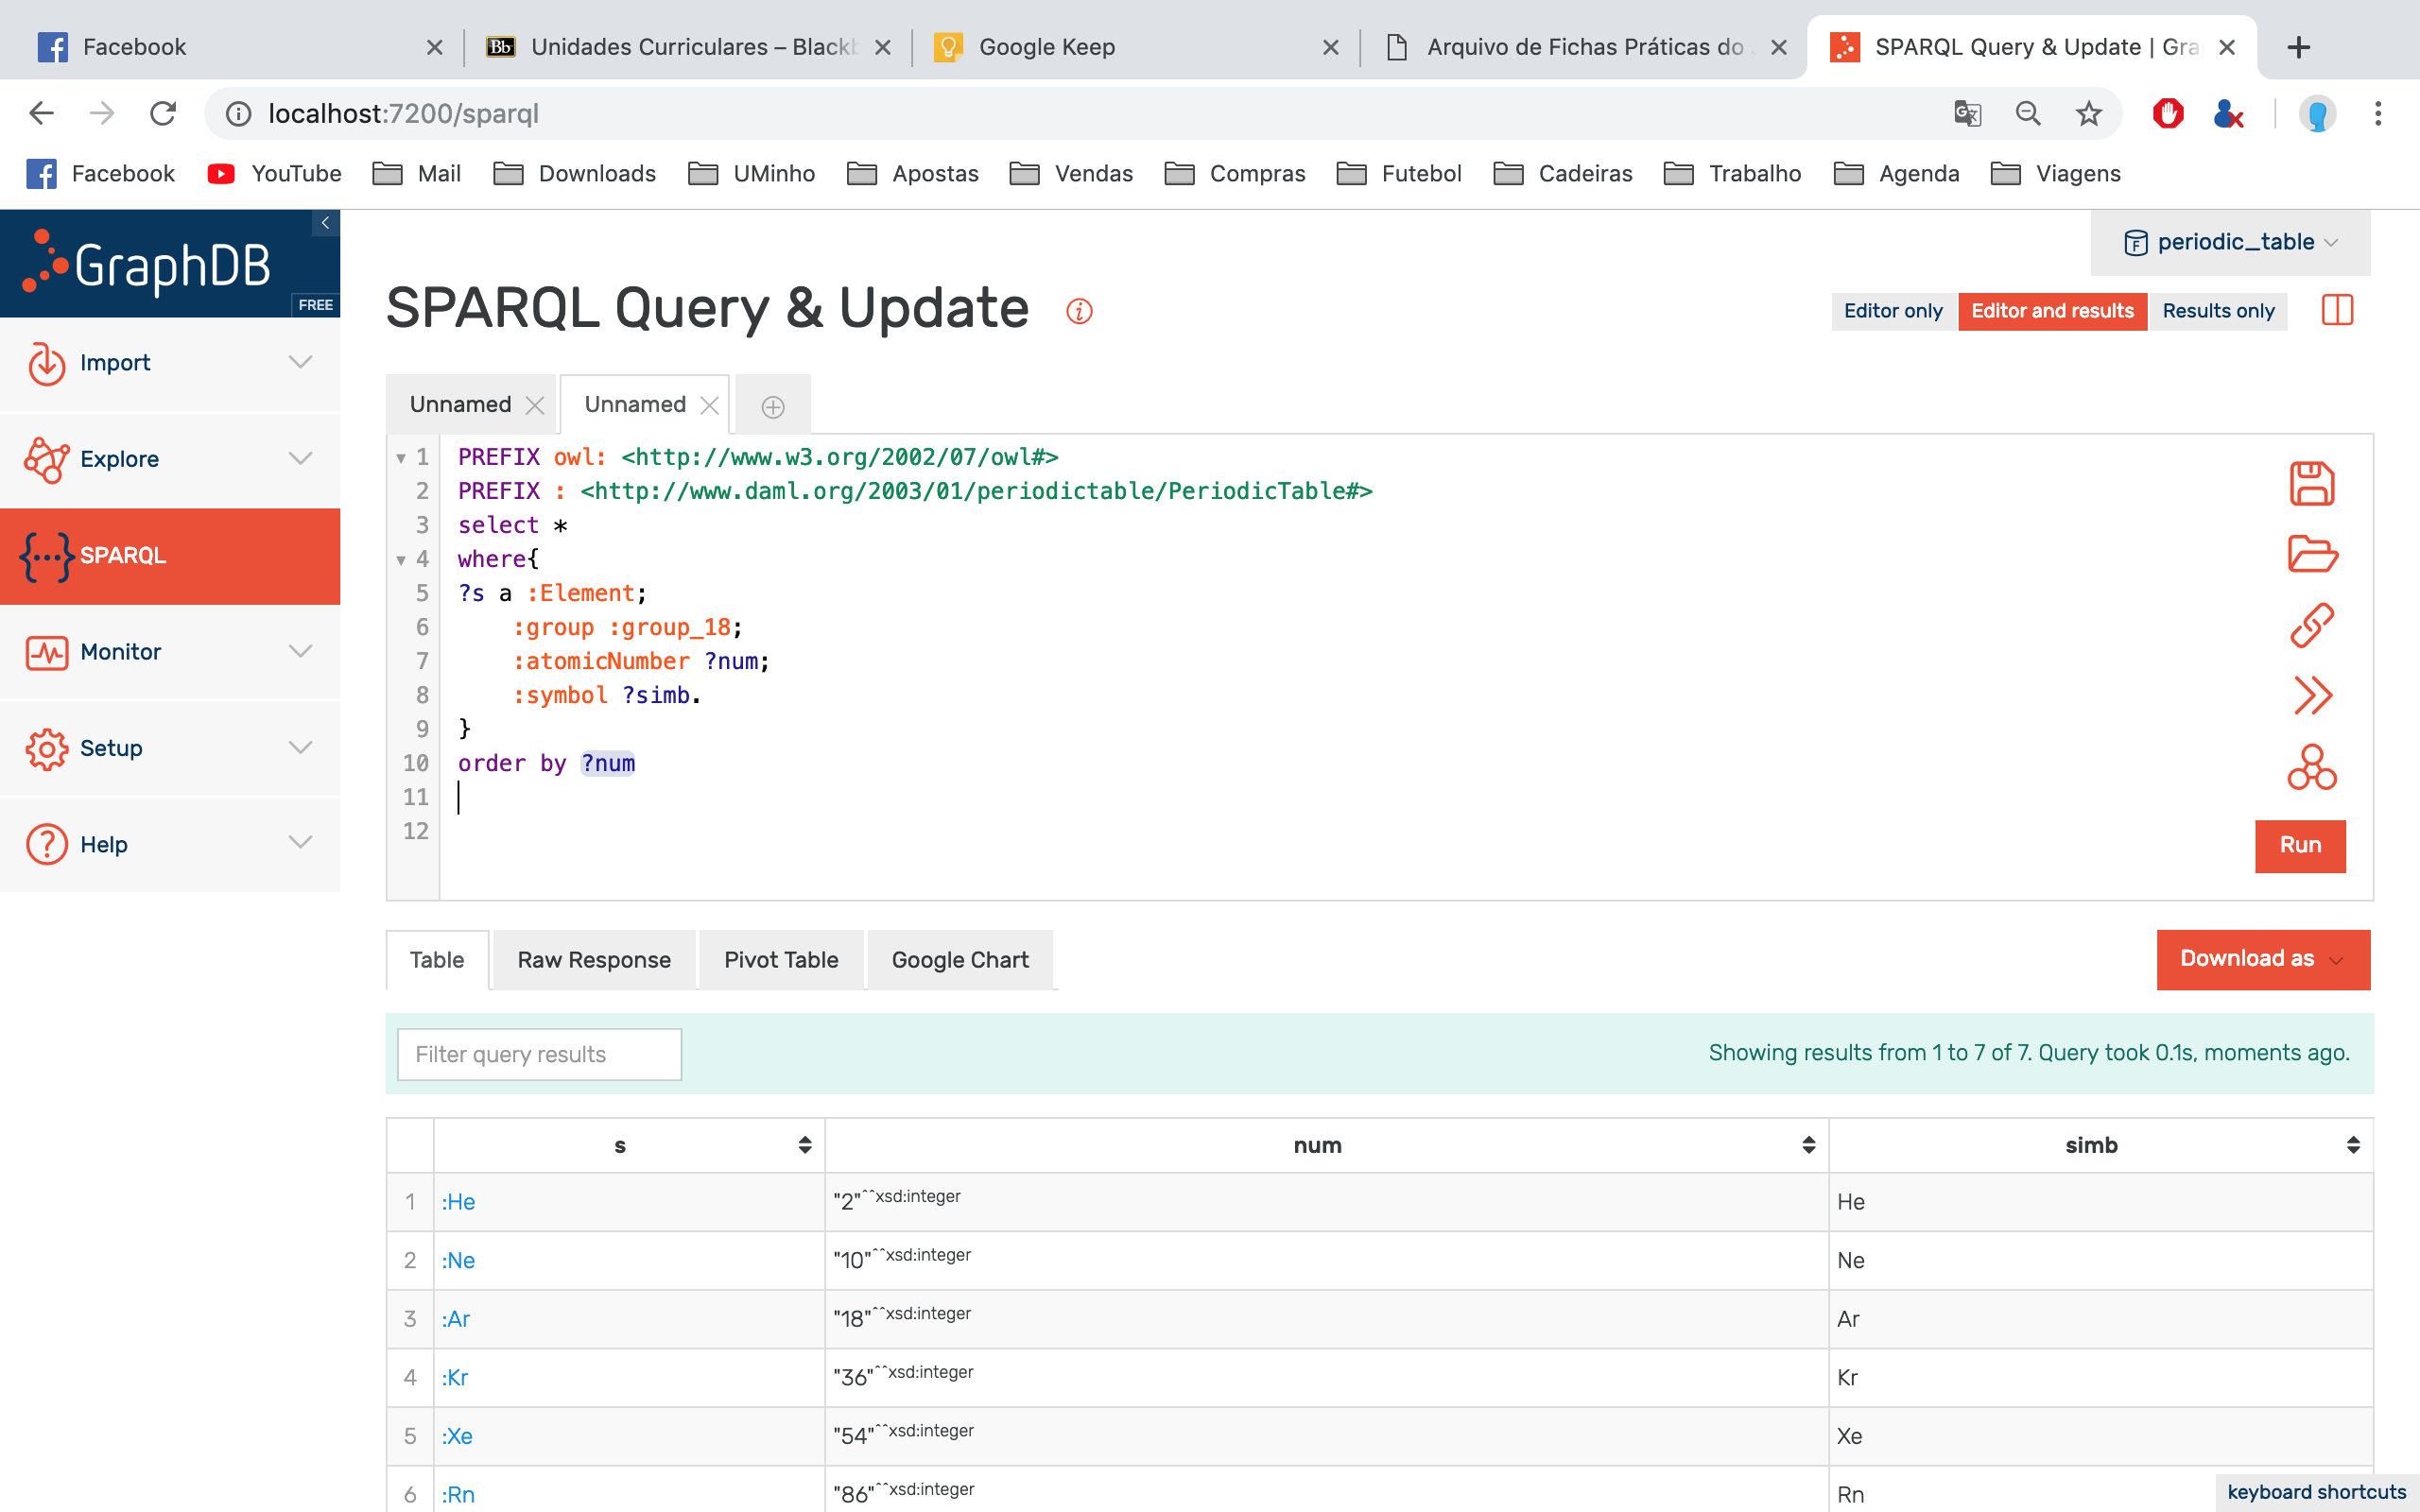 Facebook
Bb Unidades Curriculares – Blackb
Google Keep
Arquivo de Fichas Práticas do
SPARQL Query & Update | Gra
localhost:7200/sparql
Facebook YouTube Mail Downloads UMinho Apostas Vendas Compras Futebol Cadeiras Trabalho Agenda Viagens
GraphDB
FREE
Import
Explore
SPARQL
Monitor
Setup
Help
periodic_table
SPARQL Query & Update
Editor only Editor and results Results only
Unnamed Unnamed
1 PREFIX owl: <http://www.w3.org/2002/07/owl#>
2 PREFIX : <http://www.daml.org/2003/01/periodictable/PeriodicTable#>
3 select *
4 where{
5 ?s a :Element;
6 :group :group_18;
7 :atomicNumber ?num;
8 :symbol ?simb.
9 }
10 order by ?num
11
12
Run
Table Raw Response Pivot Table Google Chart
Download as
Filter query results
Showing results from 1 to 7 of 7. Query took 0.1s, moments ago.
s num simb
1 :He "2"^^xsd:integer He
2 :Ne "10"^^xsd:integer Ne
3 :Ar "18"^^xsd:integer Ar
4 :Kr "36"^^xsd:integer Kr
5 :Xe "54"^^xsd:integer Xe
6 :Rn "86"^^xsd:integer Rn
keyboard shortcuts